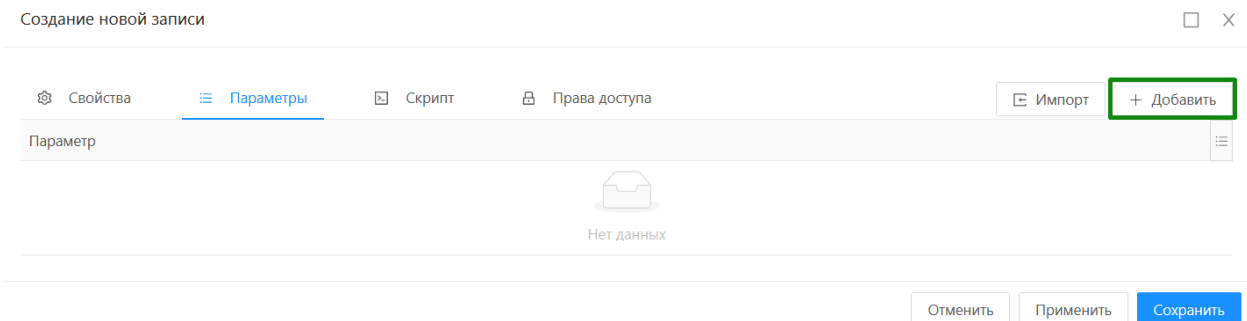 Создание новой записи
Свойства Параметры Скрипт Права доступа Импорт + Добавить
Параметр
Нет данных
Отменить Применить Сохранить